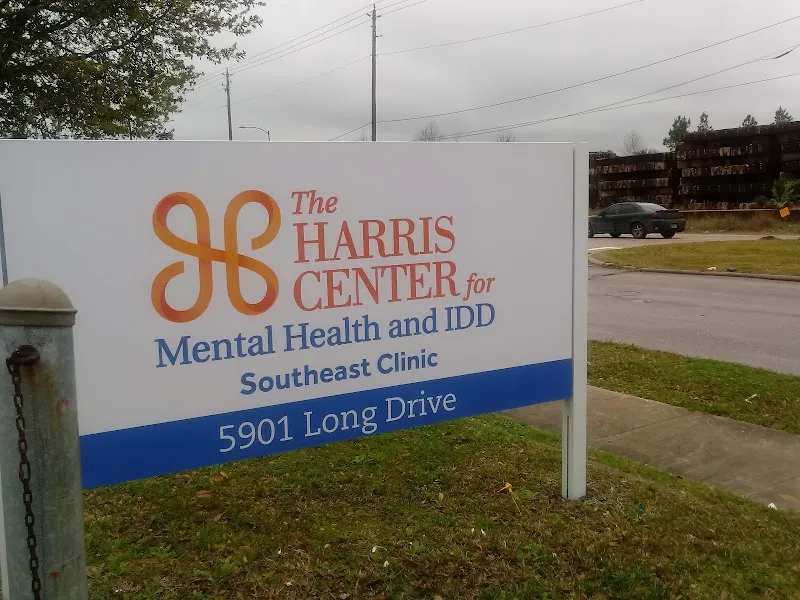 The
HARRIS
CENTER for
Mental Health and IDD
Southeast Clinic
5901 Long Drive